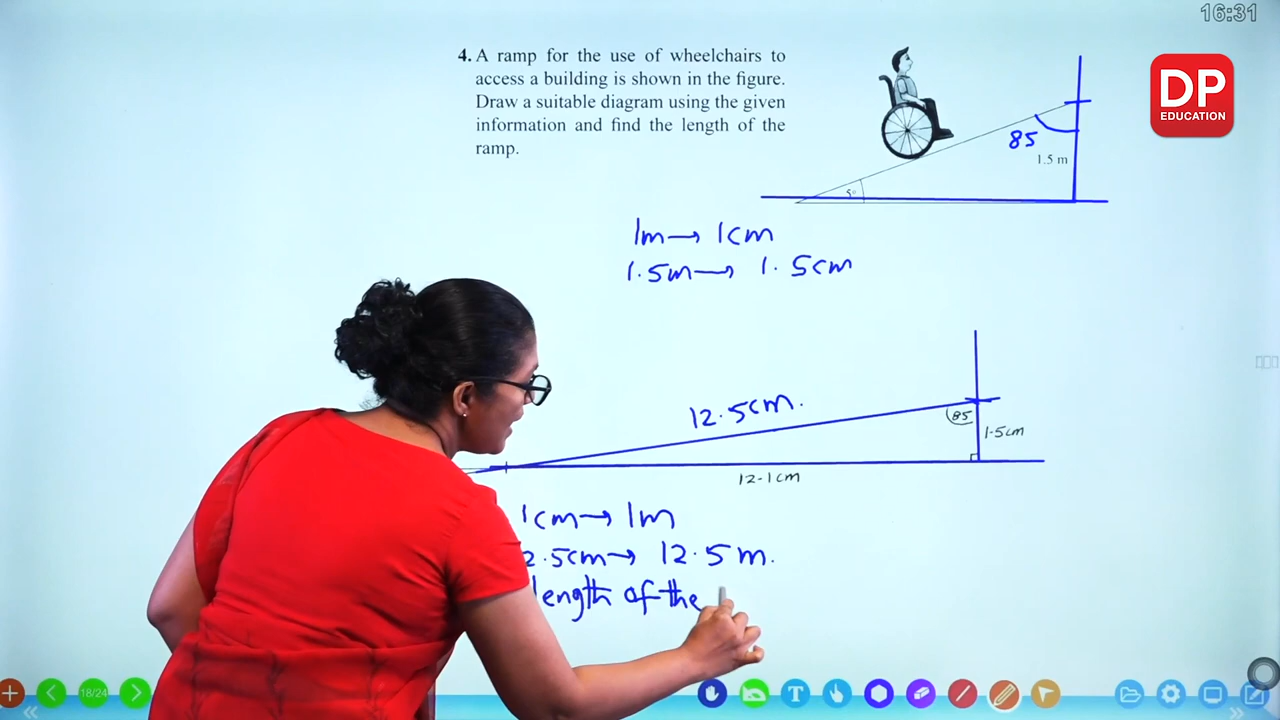 16:31
4. A ramp for the use of wheelchairs to
access a building is shown in the figure.
Draw a suitable diagram using the given
information and find the length of the
ramp.
DP
EDUCATION
85
1.5 m
5°
1m → 1cm
1.5m → 1.5cm
12.5cm.
85
1.5cm
12.1cm
1cm → 1m
2.5cm → 12.5m.
length of the
18/24
T